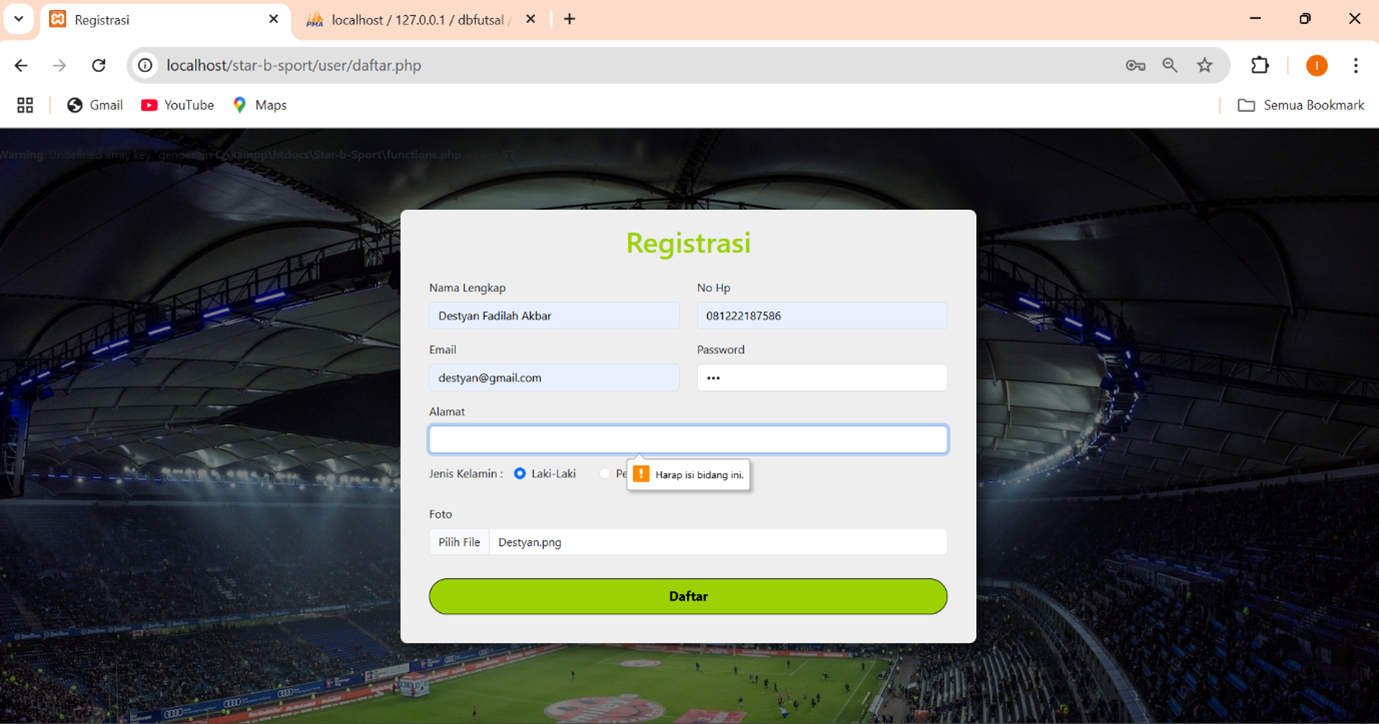 Registrasi
localhost / 127.0.0.1 / dbfutsal /
localhost/star-b-sport/user/daftar.php
I
Gmail
YouTube
Maps
Semua Bookmark
Warning: Undefined array key "gender" in C:\xampp\htdocs\Star-b-Sport\functions.php on line
Registrasi
Nama Lengkap
No Hp
Destyan Fadilah Akbar
081222187586
Email
Password
destyan@gmail.com
•••
Alamat
Jenis Kelamin :
Laki-Laki
Pe
Harap isi bidang ini.
Foto
Pilih File
Destyan.png
Daftar